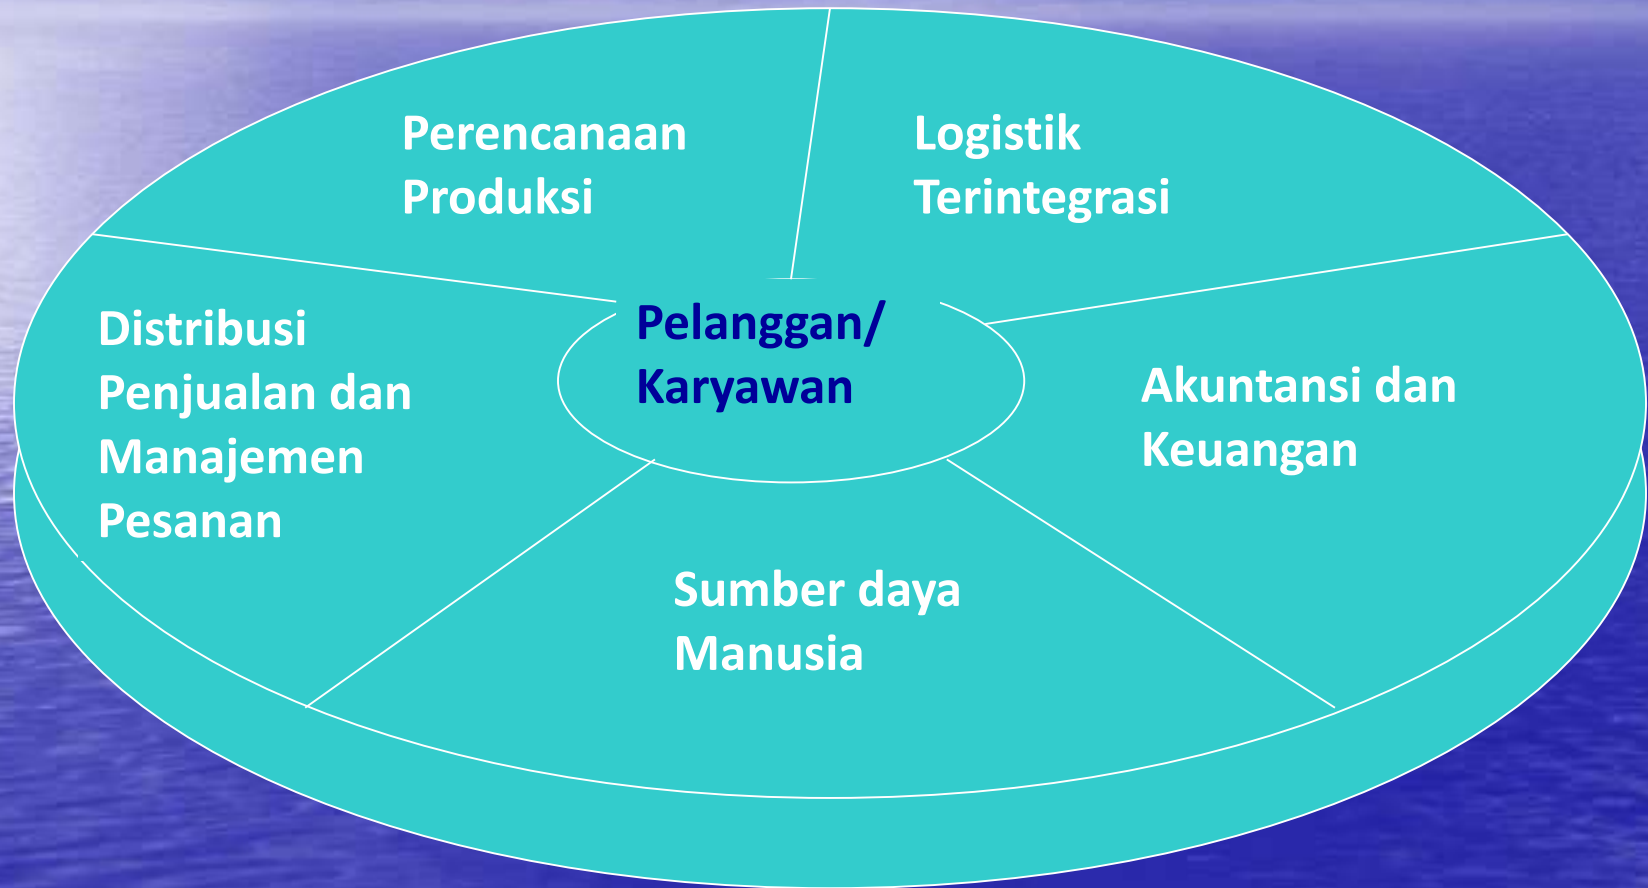 Perencanaan
Produksi
Logistik
Terintegrasi
Pelanggan/
Karyawan
Distribusi
Penjualan dan
Manajemen
Pesanan
Akuntansi dan
Keuangan
Sumber daya
Manusia